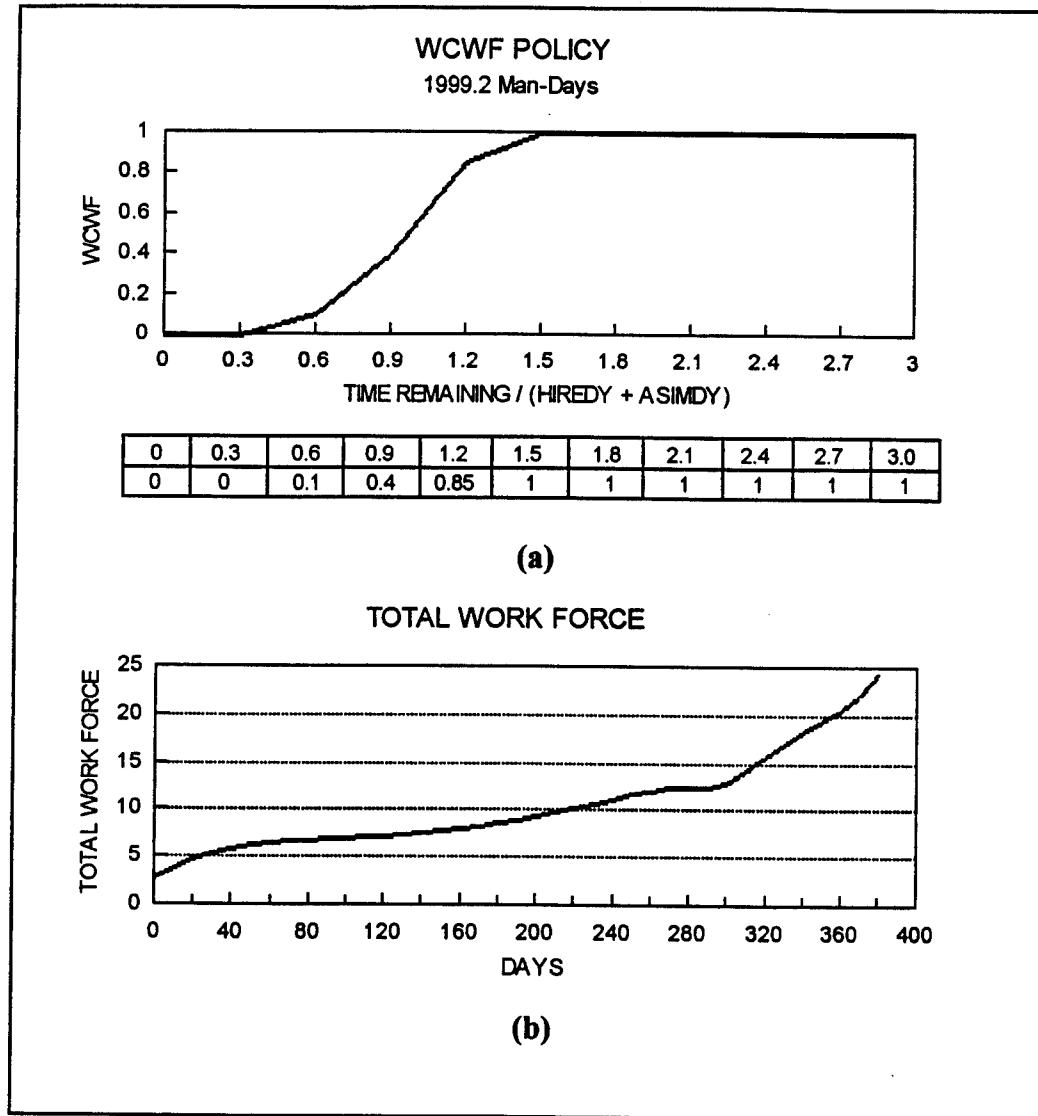 WCWF POLICY
1999.2 Man-Days
WCWF
1
0.8
0.6
0.4
0.2
0
0 0.3 0.6 0.9 1.2 1.5 1.8 2.1 2.4 2.7 3
TIME REMAINING / (HIREDY + ASIMDY)
0 0.3 0.6 0.9 1.2 1.5 1.8 2.1 2.4 2.7 3.0
0 0 0.1 0.4 0.85 1 1 1 1 1 1
(a)
TOTAL WORK FORCE
TOTAL WORK FORCE
25
20
15
10
5
0
0 40 80 120 160 200 240 280 320 360 400
DAYS
(b)